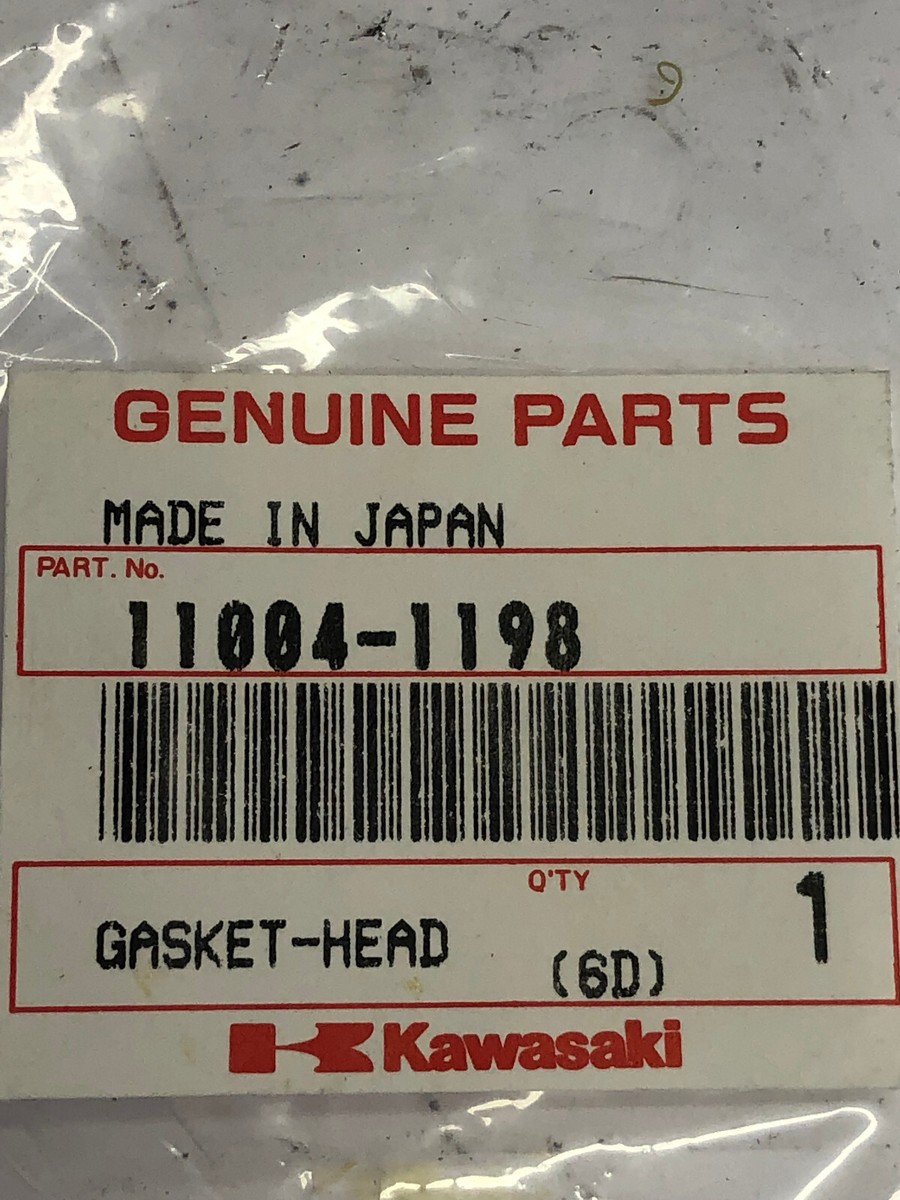 GENUINE PARTS
MADE IN JAPAN
PART. No.
11004-1198
Q'TY
1
GASKET-HEAD
(6D)
Kawasaki